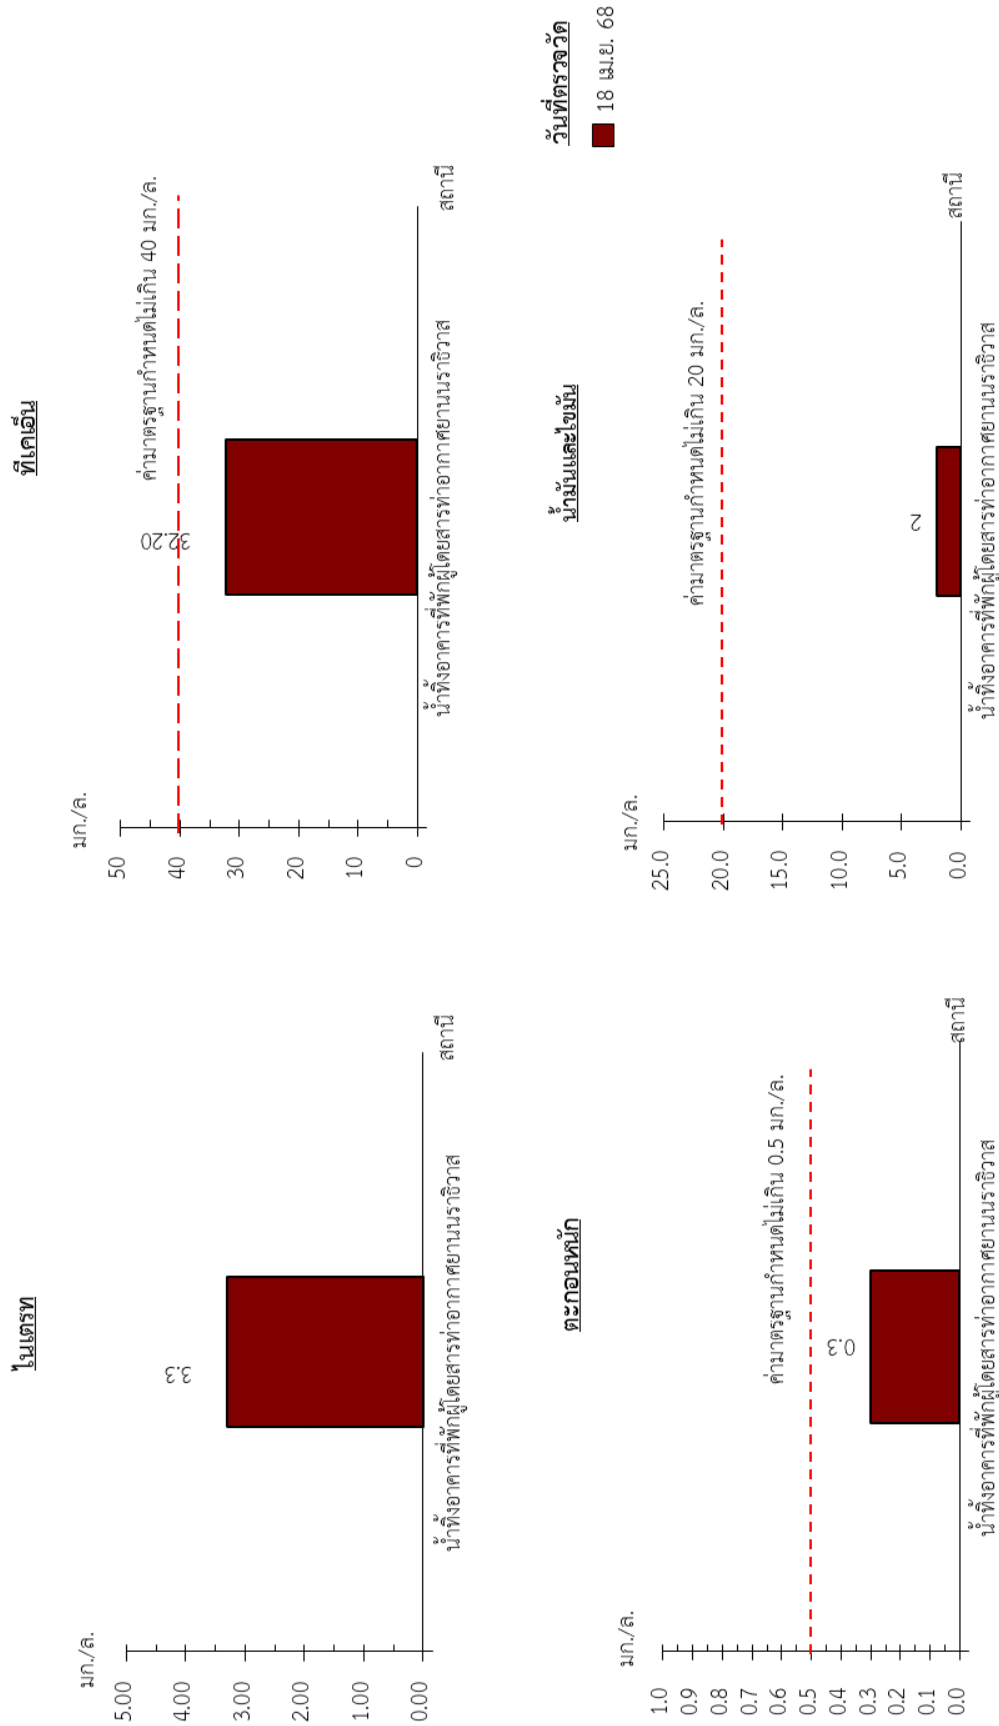 ไนเตรท
มก./ล.
5.00
4.00
3.00
2.00
1.00
0.00
3.3
น้ำทิ้งอาคารที่พักผู้โดยสารท่าอากาศยานนราธิวาส
สถานี
ทีเคเอ็น
มก./ล.
50
40
30
20
10
0
ค่ามาตรฐานกำหนดไม่เกิน 40 มก./ล.
32.20
น้ำทิ้งอาคารที่พักผู้โดยสารท่าอากาศยานนราธิวาส
สถานี
ตะกอนหนัก
มก./ล.
1.0
0.9
0.8
0.7
0.6
0.5
0.4
0.3
0.2
0.1
0.0
ค่ามาตรฐานกำหนดไม่เกิน 0.5 มก./ล.
0.3
น้ำทิ้งอาคารที่พักผู้โดยสารท่าอากาศยานนราธิวาส
สถานี
น้ำมันและไขมัน
มก./ล.
25.0
20.0
15.0
10.0
5.0
0.0
ค่ามาตรฐานกำหนดไม่เกิน 20 มก./ล.
2
น้ำทิ้งอาคารที่พักผู้โดยสารท่าอากาศยานนราธิวาส
สถานี
วันที่ตรวจวัด
18 เม.ย. 68